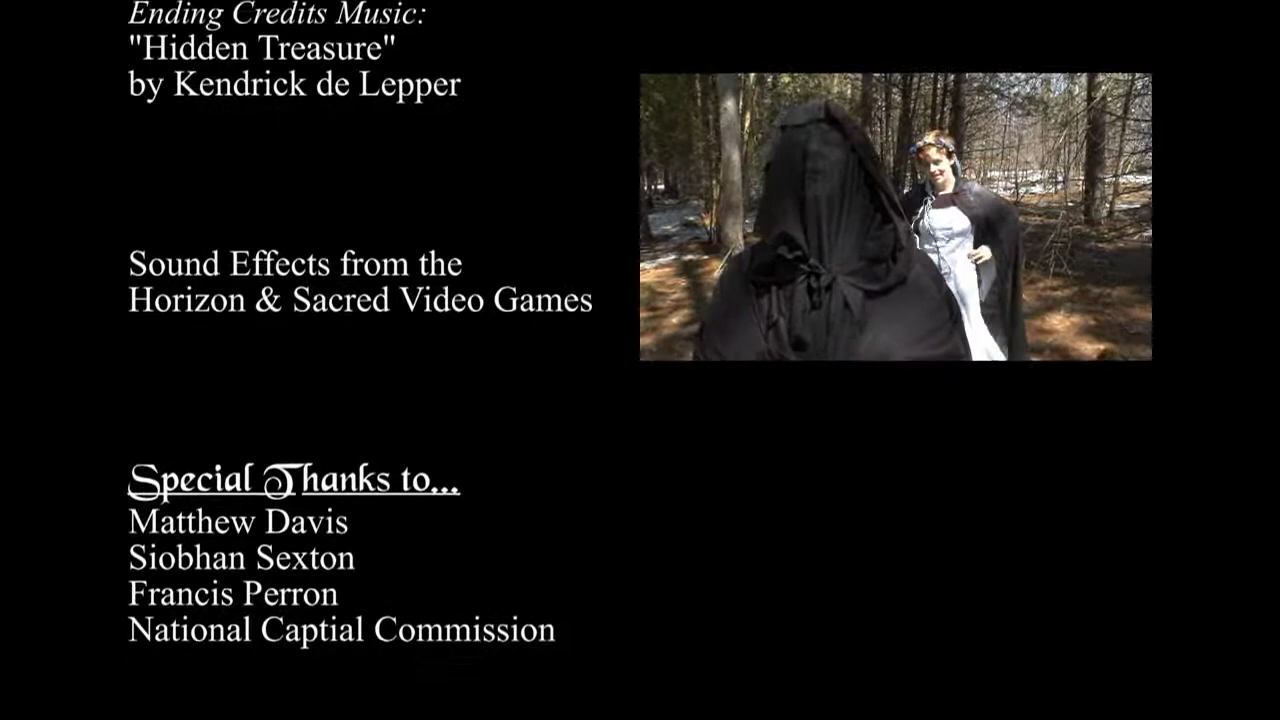 Ending Credits Music:
"Hidden Treasure"
by Kendrick de Lepper
Sound Effects from the
Horizon & Sacred Video Games
Special Thanks to...
Matthew Davis
Siobhan Sexton
Francis Perron
National Captial Commission